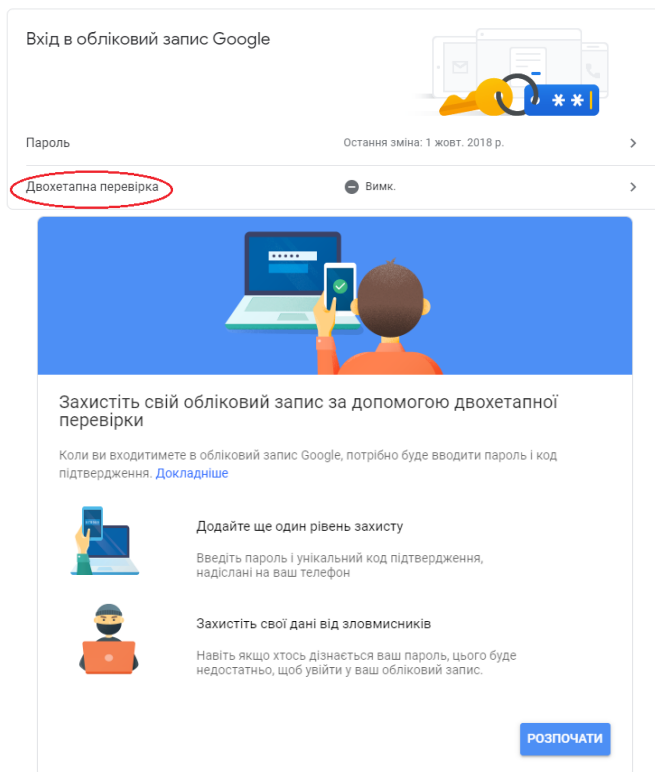 Вхід в обліковий запис Google
Пароль
Остання зміна: 1 жовт. 2018 р.
Двохетапна перевірка
Вимк.
Захистіть свій обліковий запис за допомогою двохетапної
перевірки
Коли ви входитимете в обліковий запис Google, потрібно буде вводити пароль і код
підтвердження. Докладніше
Додайте ще один рівень захисту
Введіть пароль і унікальний код підтвердження,
надіслані на ваш телефон
Захистіть свої дані від зловмисників
Навіть якщо хтось дізнається ваш пароль, цього буде
недостатньо, щоб увійти у ваш обліковий запис.
РОЗПОЧАТИ